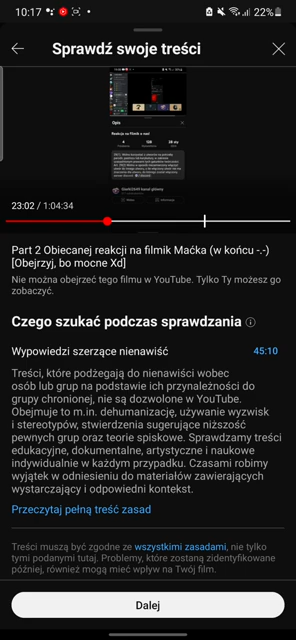 10:17
22%
Sprawdź swoje treści
Opis
Reakcja na filmik o nas!
23:02 / 1:04:34
Part 2 Obiecanej reakcji na filmik Maćka (w końcu -.-)
[Obejrzyj, bo mocne Xd]
Nie można obejrzeć tego filmu w YouTube. Tylko Ty możesz go
zobaczyć.
Czego szukać podczas sprawdzania
Wypowiedzi szerzące nienawiść 45:10
Treści, które podżegają do nienawiści wobec
osób lub grup na podstawie ich przynależności do
grupy chronionej, nie są dozwolone w YouTube.
Obejmuje to m.in. dehumanizację, używanie wyzwisk
i stereotypów, stwierdzenia sugerujące niższość
pewnych grup oraz teorie spiskowe. Sprawdzamy treści
edukacyjne, dokumentalne, artystyczne i naukowe
indywidualnie w każdym przypadku. Czasami robimy
wyjątek w odniesieniu do materiałów zawierających
wystarczający i odpowiedni kontekst.
Przeczytaj pełną treść zasad
Treści muszą być zgodne ze wszystkimi zasadami, nie tylko
tymi podanymi tutaj. Problemy, które zostaną zidentyfikowane
później, również mogą mieć wpływ na Twój film.
Dalej